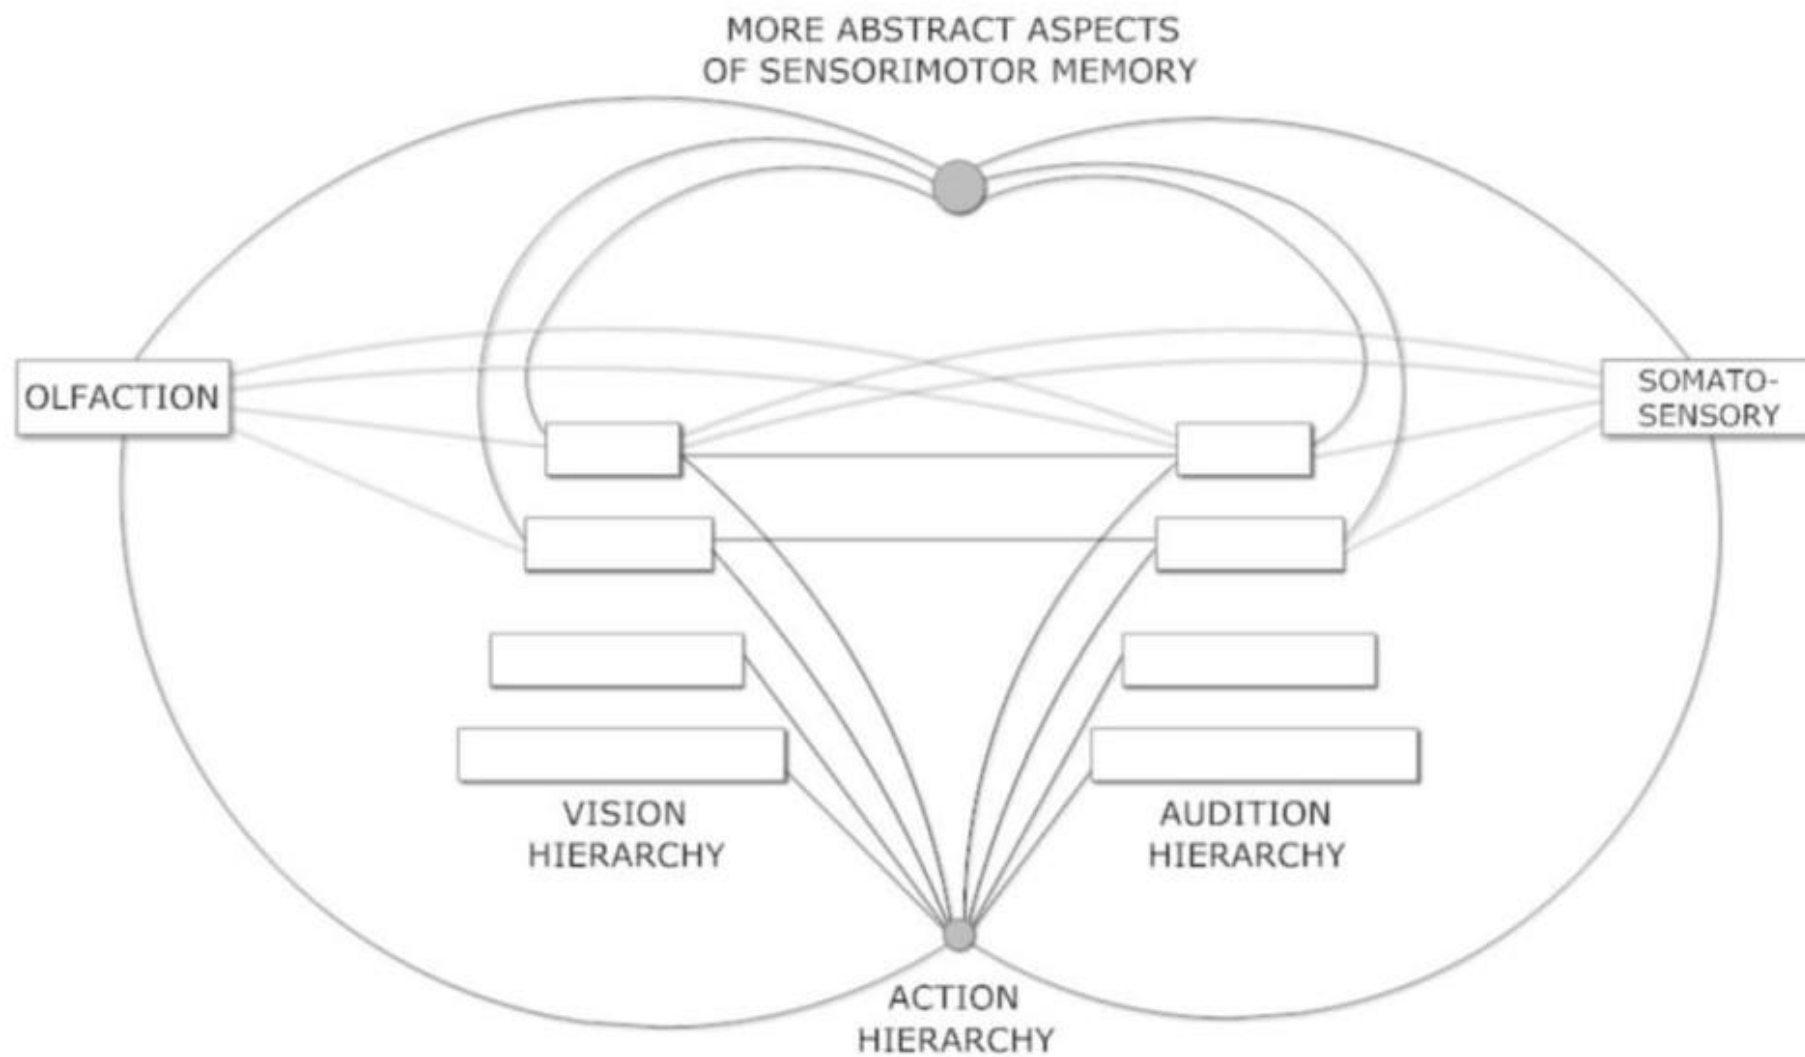 MORE ABSTRACT ASPECTS
OF SENSORIMOTOR MEMORY
OLFACTION
SOMATO-
SENSORY
VISION
HIERARCHY
AUDITION
HIERARCHY
ACTION
HIERARCHY